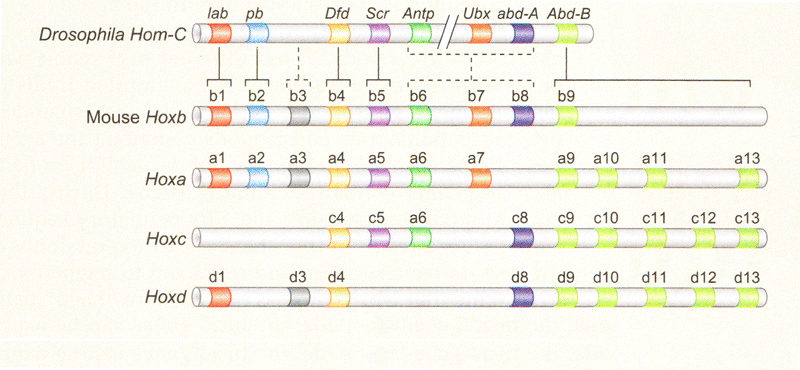 lab pb Dfd Scr Antp Ubx abd-A Abd-B
Drosophila Hom-C
b1 b2 b3 b4 b5 b6 b7 b8 b9
Mouse Hoxb
a1 a2 a3 a4 a5 a6 a7 a9 a10 a11 a13
Hoxa
c4 c5 a6 c8 c9 c10 c11 c12 c13
Hoxc
d1 d3 d4 d8 d9 d10 d11 d12 d13
Hoxd